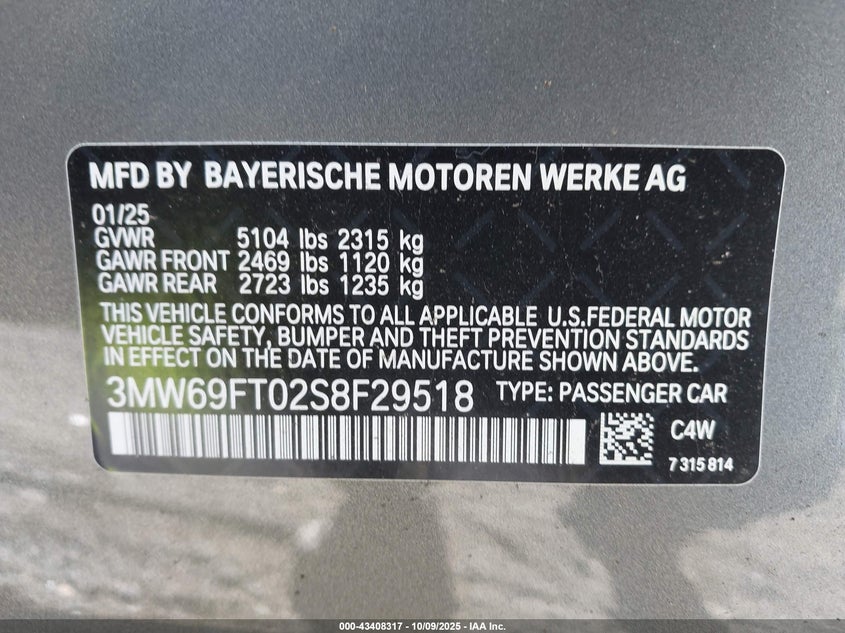 MFD BY BAYERISCHE MOTOREN WERKE AG
01/25
GVWR 5104 lbs 2315 kg
GAWR FRONT 2469 lbs 1120 kg
GAWR REAR 2723 lbs 1235 kg
THIS VEHICLE CONFORMS TO ALL APPLICABLE U.S.FEDERAL MOTOR
VEHICLE SAFETY, BUMPER AND THEFT PREVENTION STANDARDS
IN EFFECT ON THE DATE OF MANUFACTURE SHOWN ABOVE.
3MW69FT02S8F29518 TYPE: PASSENGER CAR
C4W
7 315 814
000-43408317 - 10/09/2025 - IAA Inc.